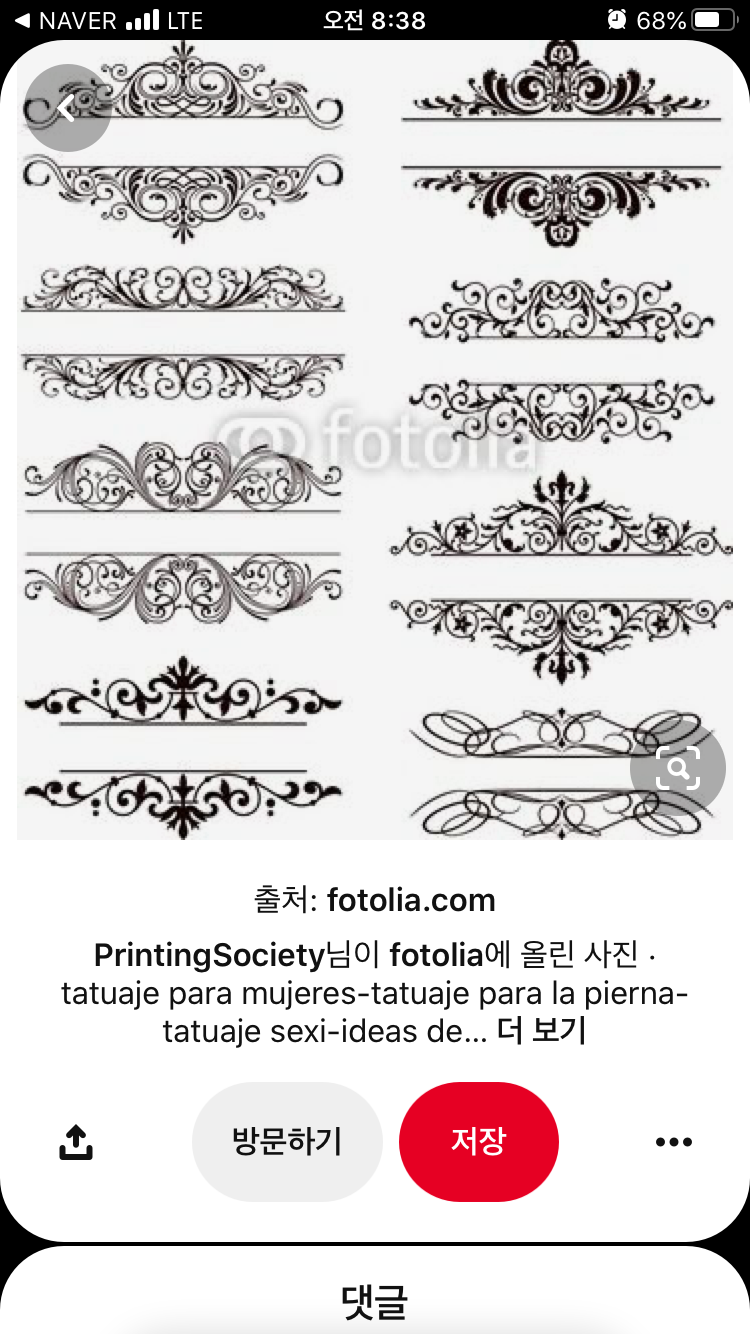 NAVER LTE 오전 8:38 68%
fotolia
출처: fotolia.com
PrintingSociety님이 fotolia에 올린 사진 ·
tatuaje para mujeres-tatuaje para la pierna-
tatuaje sexi-ideas de... 더 보기
방문하기 저장
댓글